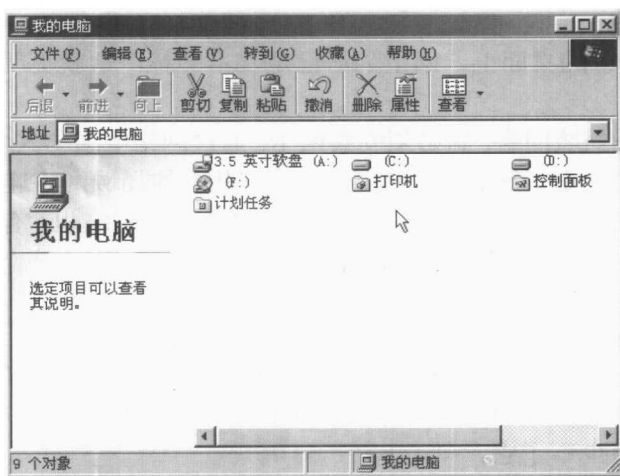 我的电脑
文件(F) 编辑(E) 查看(V) 转到(G) 收藏(A) 帮助(H)
后退 前进 向上 剪切 复制 粘贴 撤消 删除 属性 查看
地址 我的电脑
3.5 英寸软盘 (A:) (C:) (D:)
(F:) 打印机 控制面板
计划任务
我的电脑
选定项目可以查看
其说明。
9 个对象 我的电脑